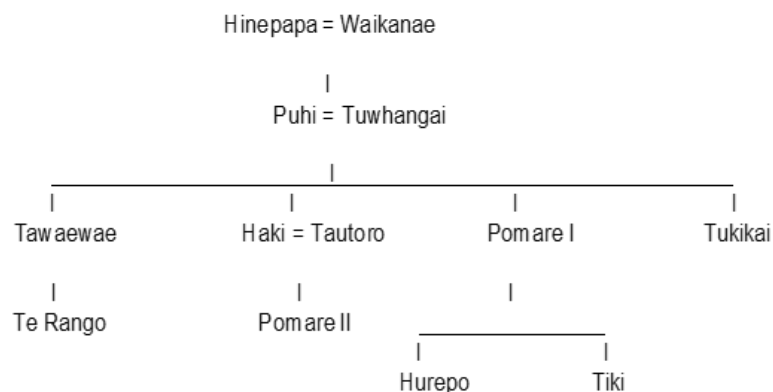 Hinepapa = Waikanae
Puhi = Tuwhangai
Tawaewae Haki = Tautoro Pomare I Tukikai
Te Rango Pomare II
Hurepo Tiki